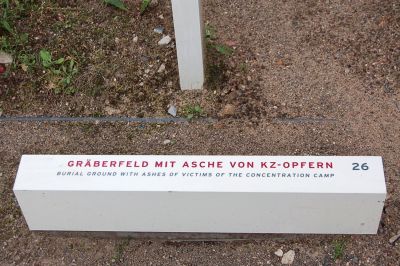 GRÄBERFELD MIT ASCHE VON KZ-OPFERN 26
BURIAL GROUND WITH ASHES OF VICTIMS OF THE CONCENTRATION CAMP